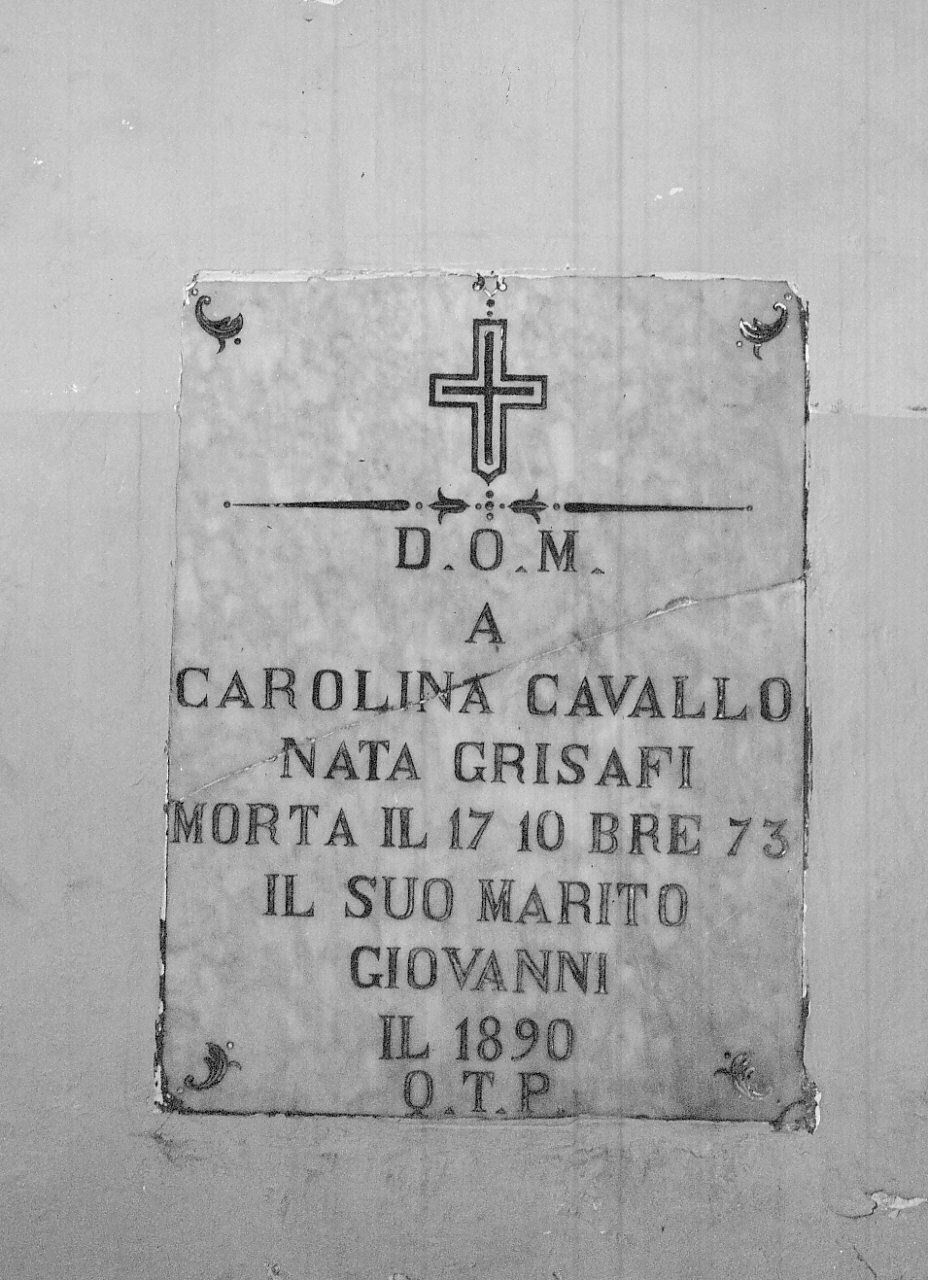 D.O.M.
A
CAROLINA CAVALLO
NATA GRISAFI
MORTA IL 17 10 BRE 73
IL SUO MARITO
GIOVANNI
IL 1890
Q.T.P.